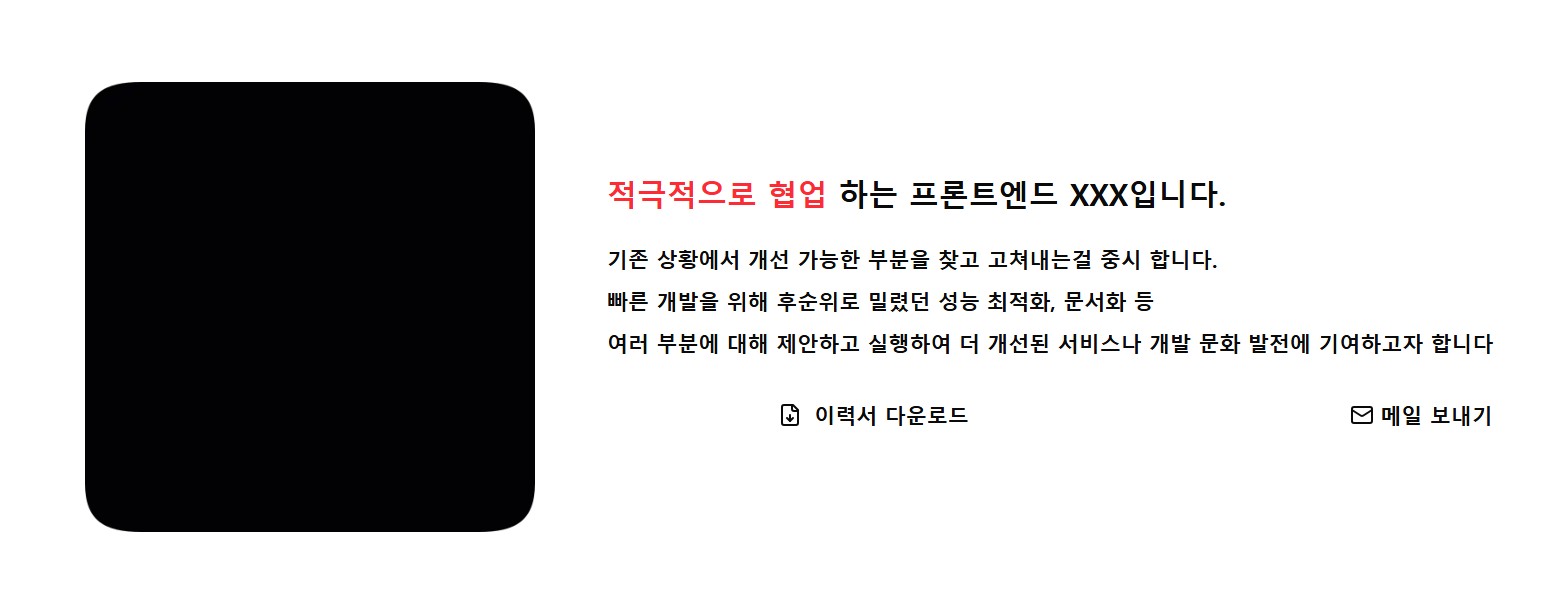 적극적으로 협업 하는 프론트엔드 XXX입니다.
기존 상황에서 개선 가능한 부분을 찾고 고쳐내는걸 중시 합니다.
빠른 개발을 위해 후순위로 밀렸던 성능 최적화, 문서화 등
여러 부분에 대해 제안하고 실행하여 더 개선된 서비스나 개발 문화 발전에 기여하고자 합니다
이력서 다운로드
메일 보내기